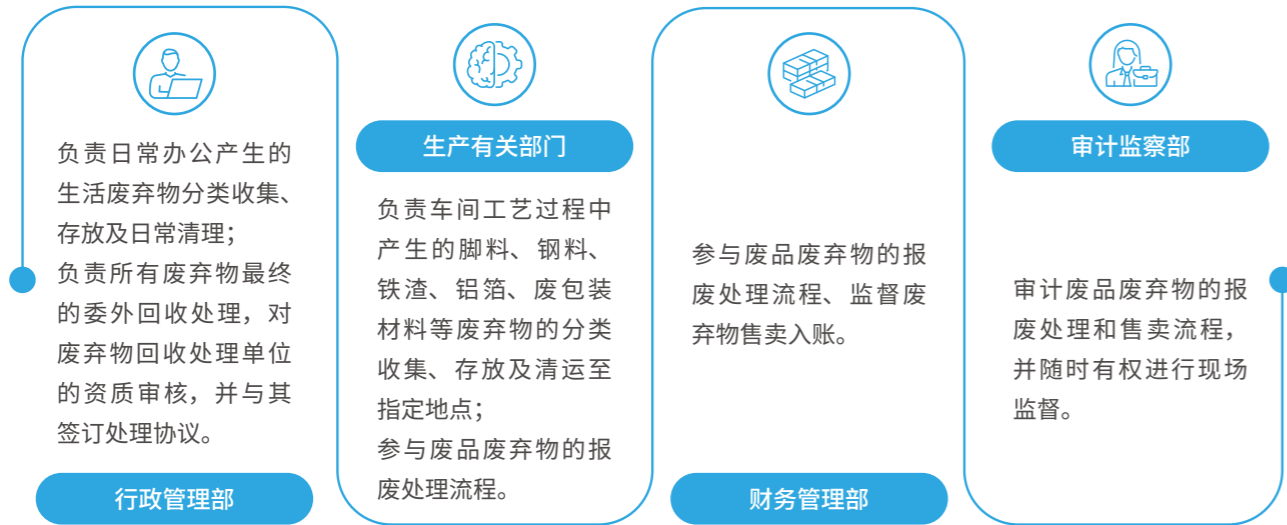 负责日常办公产生的
生活废弃物分类收集、
存放及日常清理；
负责所有废弃物最终
的委外回收处理，对
废弃物回收处理单位
的资质审核，并与其
签订处理协议。
行政管理部
生产有关部门
负责车间工艺过程中
产生的脚料、钢料、
铁渣、铝箔、废包装
材料等废弃物的分类
收集、存放及清运至
指定地点；
参与废品废弃物的报
废处理流程。
参与废品废弃物的报
废处理流程、监督废
弃物售卖入账。
财务管理部
审计监察部
审计废品废弃物的报
废处理和售卖流程，
并随时有权进行现场
监督。